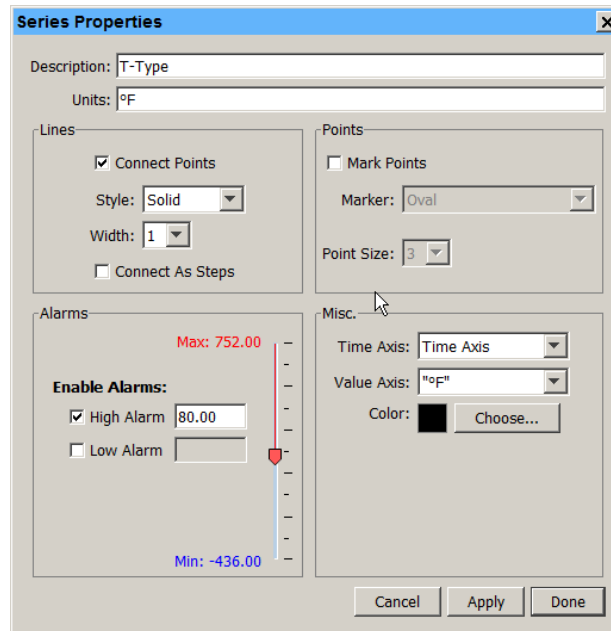 Series Properties
Description: T-Type
Units: ºF
Lines
Connect Points
Style: Solid
Width: 1
Connect As Steps
Points
Mark Points
Marker: Oval
Point Size: 3
Alarms
Max: 752.00
Enable Alarms:
High Alarm 80.00
Low Alarm
Min: -436.00
Misc.
Time Axis: Time Axis
Value Axis: "ºF"
Color: Choose...
Cancel Apply Done